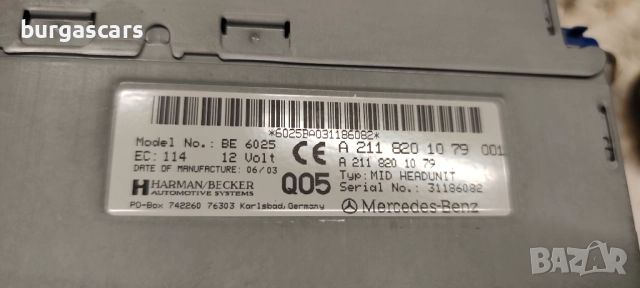 burgascars
*6025BA031186082*
Model No.: BE 6025
EC: 114 12 Volt
DATE OF MANUFACTURE: 06/03
CE
A 211 820 10 79 001
A 211 820 10 79
Typ: MID HEADUNIT
Serial No.: 31186082
HARMAN/BECKER
AUTOMOTIVE SYSTEMS
Q05
Mercedes-Benz
PO-Box 742260 76303 Karlsbad, Germany
BAZAR
.bg